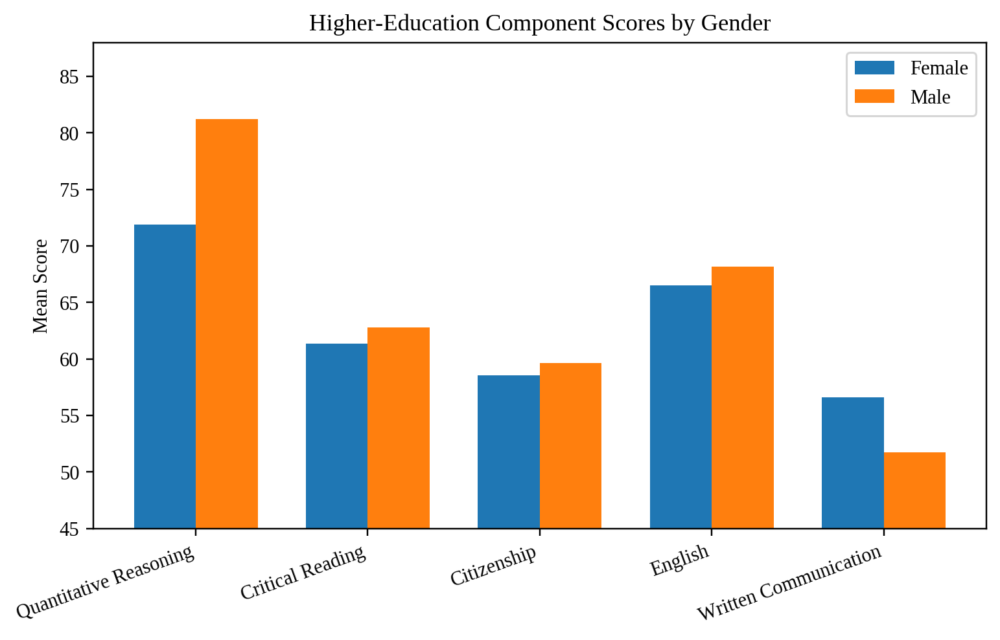 Higher-Education Component Scores by Gender
Female
Male
Mean Score
85
80
75
70
65
60
55
50
45
Quantitative Reasoning
Critical Reading
Citizenship
English
Written Communication